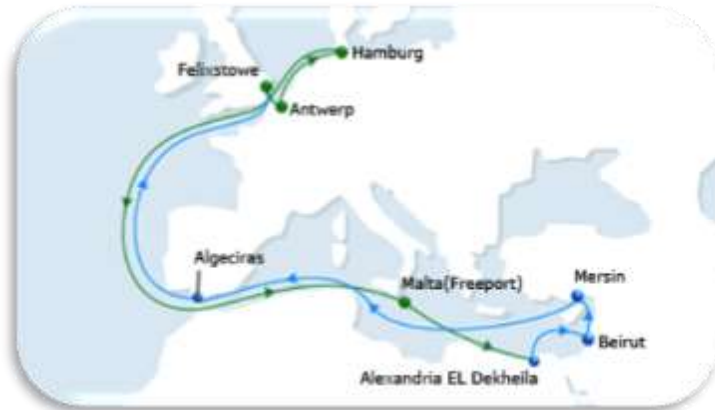 Hamburg
Felixstowe
Antwerp
Algeciras
Malta(Freeport)
Mersin
Beirut
Alexandria EL Dekheila